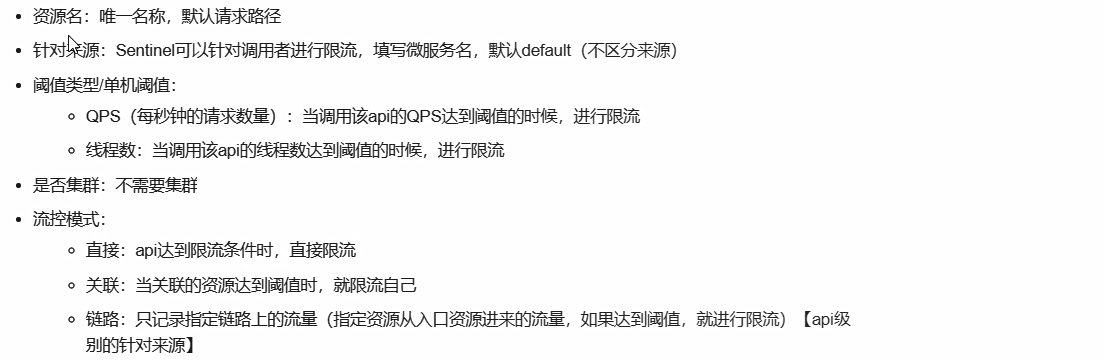 资源名：唯一名称，默认请求路径
针对来源：Sentinel可以针对调用者进行限流，填写微服务名，默认default（不区分来源）
阈值类型/单机阈值：
QPS（每秒钟的请求数量）：当调用该api的QPS达到阈值的时候，进行限流
线程数：当调用该api的线程数达到阈值的时候，进行限流
是否集群：不需要集群
流控模式：
直接：api达到限流条件时，直接限流
关联：当关联的资源达到阈值时，就限流自己
链路：只记录指定链路上的流量（指定资源从入口资源进来的流量，如果达到阈值，就进行限流）【api级
别的针对来源】